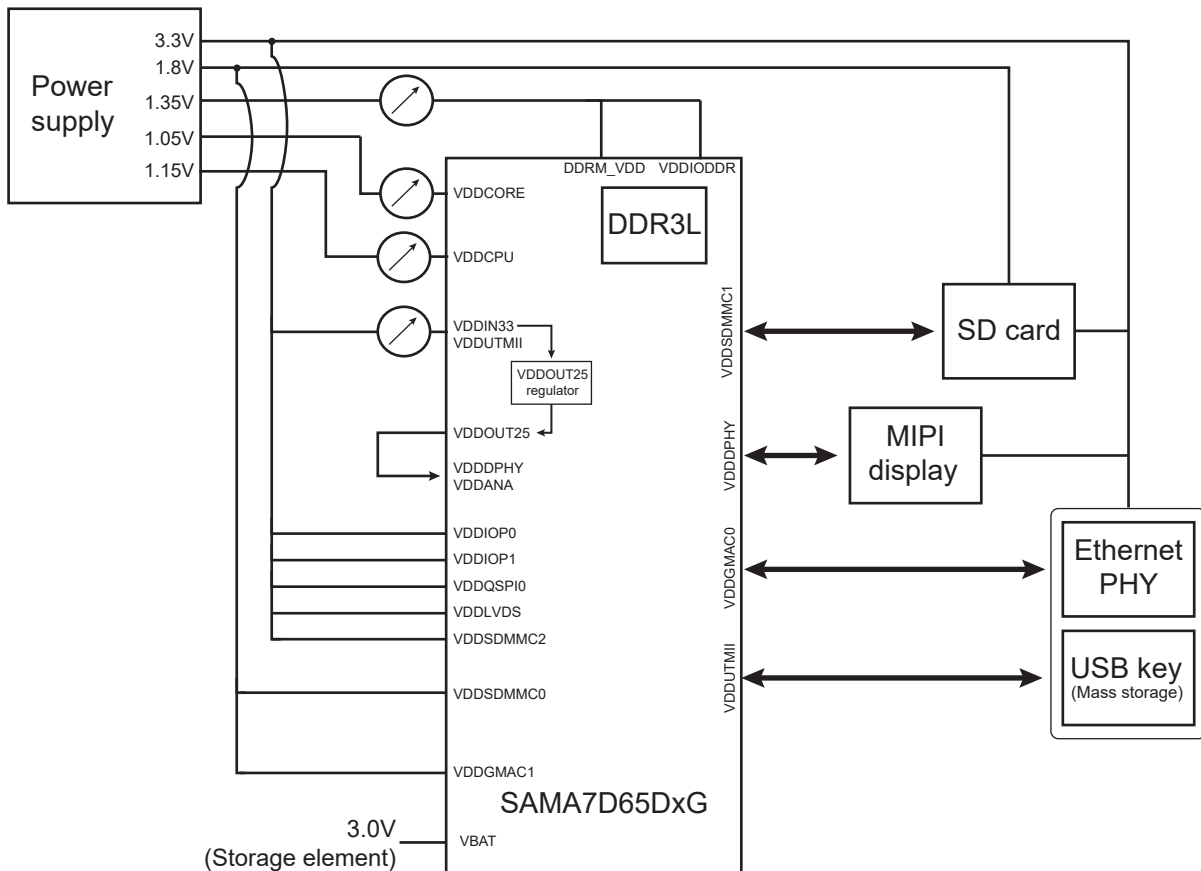 Power
supply
3.3V
1.8V
1.35V
1.05V
1.15V
DDRM_VDD
VDDIODDR
DDR3L
VDDCORE
VDDCPU
VDDIN33
VDDUTMII
VDDOUT25
regulator
VDDOUT25
VDDDPHY
VDDANA
VDDIOP0
VDDIOP1
VDDQSPI0
VDDLVDS
VDDSDMMC2
VDDSDMMC0
VDDGMAC1
SAMA7D65DxG
3.0V
(Storage element)
VBAT
VDDSDMMC1
VDDDPHY
VDDGMAC0
VDDUTMII
SD card
MIPI
display
Ethernet
PHY
USB key
(Mass storage)